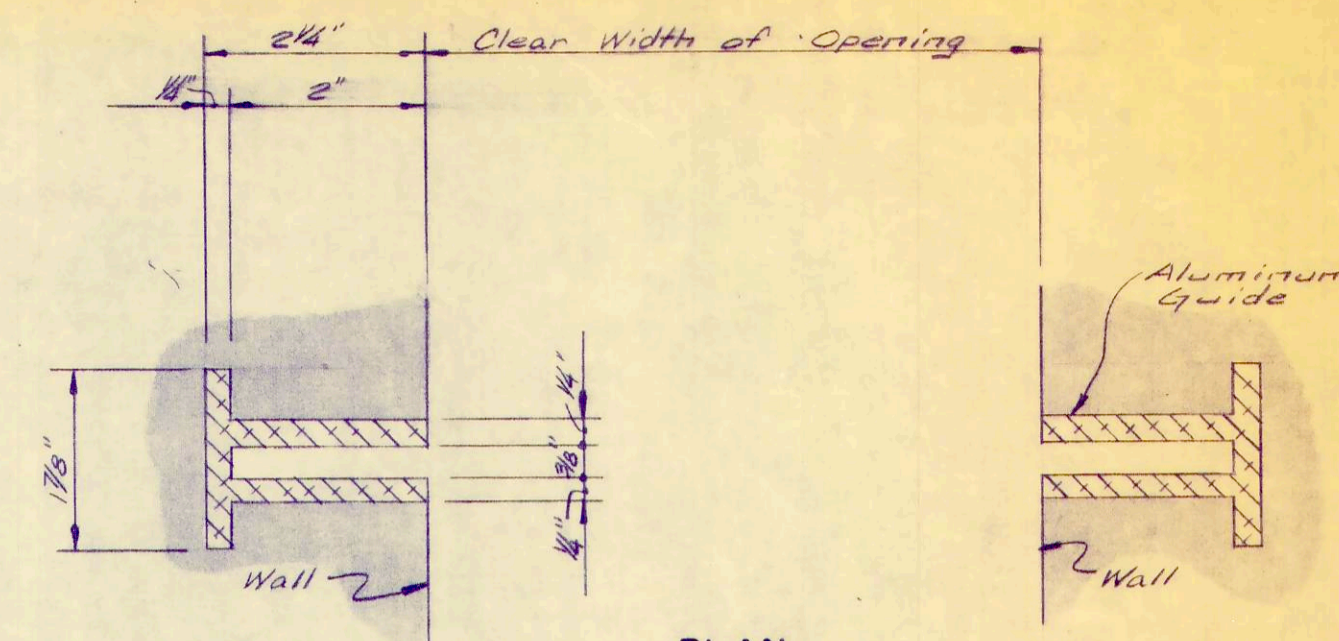 2¼" Clear Width of Opening
¼" 2"
Aluminum
Guide
¼"
1⅞"
⅜"
¼"
Wall
Wall
PLAN